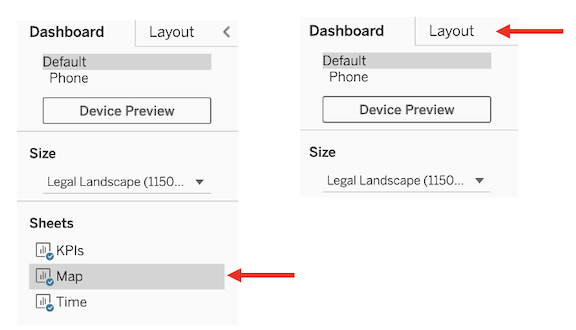 Dashboard Layout
Default
Phone
Device Preview
Size
Legal Landscape (1150...
Sheets
KPIs
Map
Time
Dashboard Layout
Default
Phone
Device Preview
Size
Legal Landscape (1150...